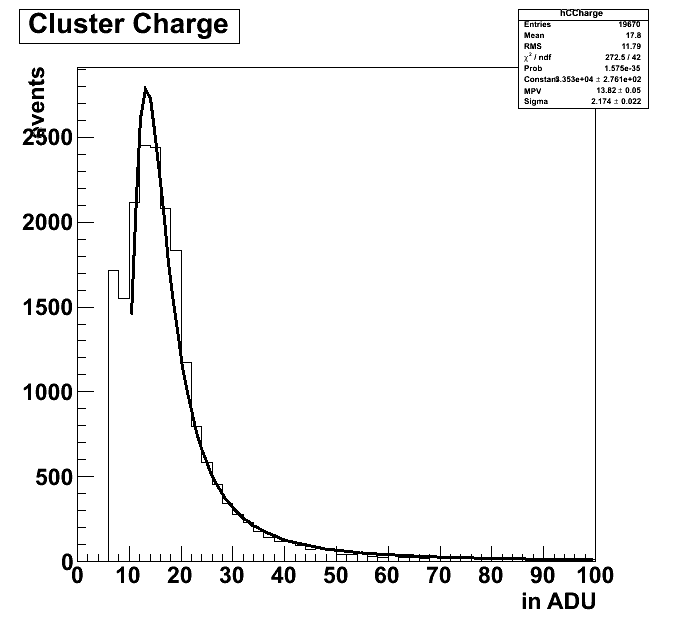 Cluster Charge
hCCharge
Entries 19670
Mean 17.8
RMS 11.79
χ² / ndf 272.5 / 42
Prob 1.575e-35
3.353e+04 ± 2.761e+02
MPV 13.82 ± 0.05
Sigma 2.174 ± 0.022
events
2500
2000
1500
1000
500
0
0 10 20 30 40 50 60 70 80 90 100
in ADU